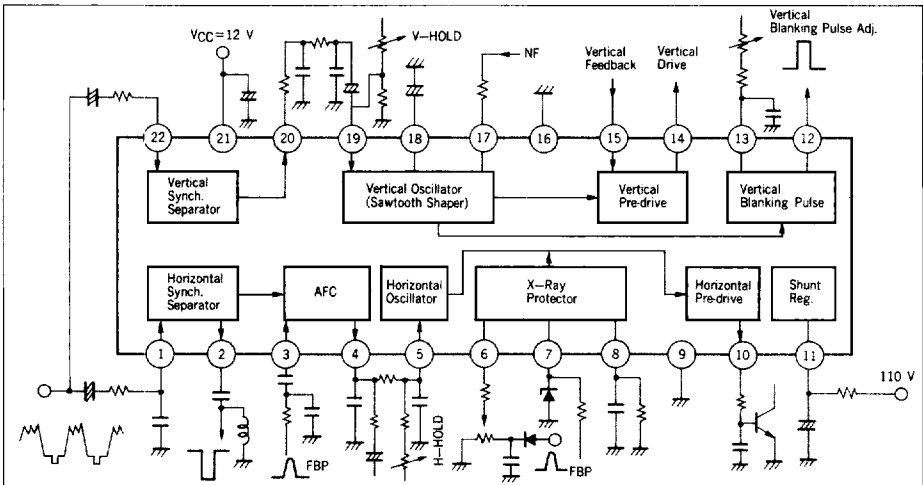 VCC=12 V
V-HOLD
NF
Vertical
Feedback
Vertical
Drive
Vertical
Blanking Pulse Adj.
22
21
20
19
18
17
16
15
14
13
12
Vertical
Synch.
Separator
Vertical Oscillator
(Sawtooth Shaper)
Vertical
Pre-drive
Vertical
Blanking Pulse
Horizontal
Synch.
Separator
AFC
Horizontal
Oscillator
X-Ray
Protector
Horizontal
Pre-drive
Shunt
Reg.
1
2
3
4
5
6
7
8
9
10
11
110 V
H-HOLD
FBP
FBP